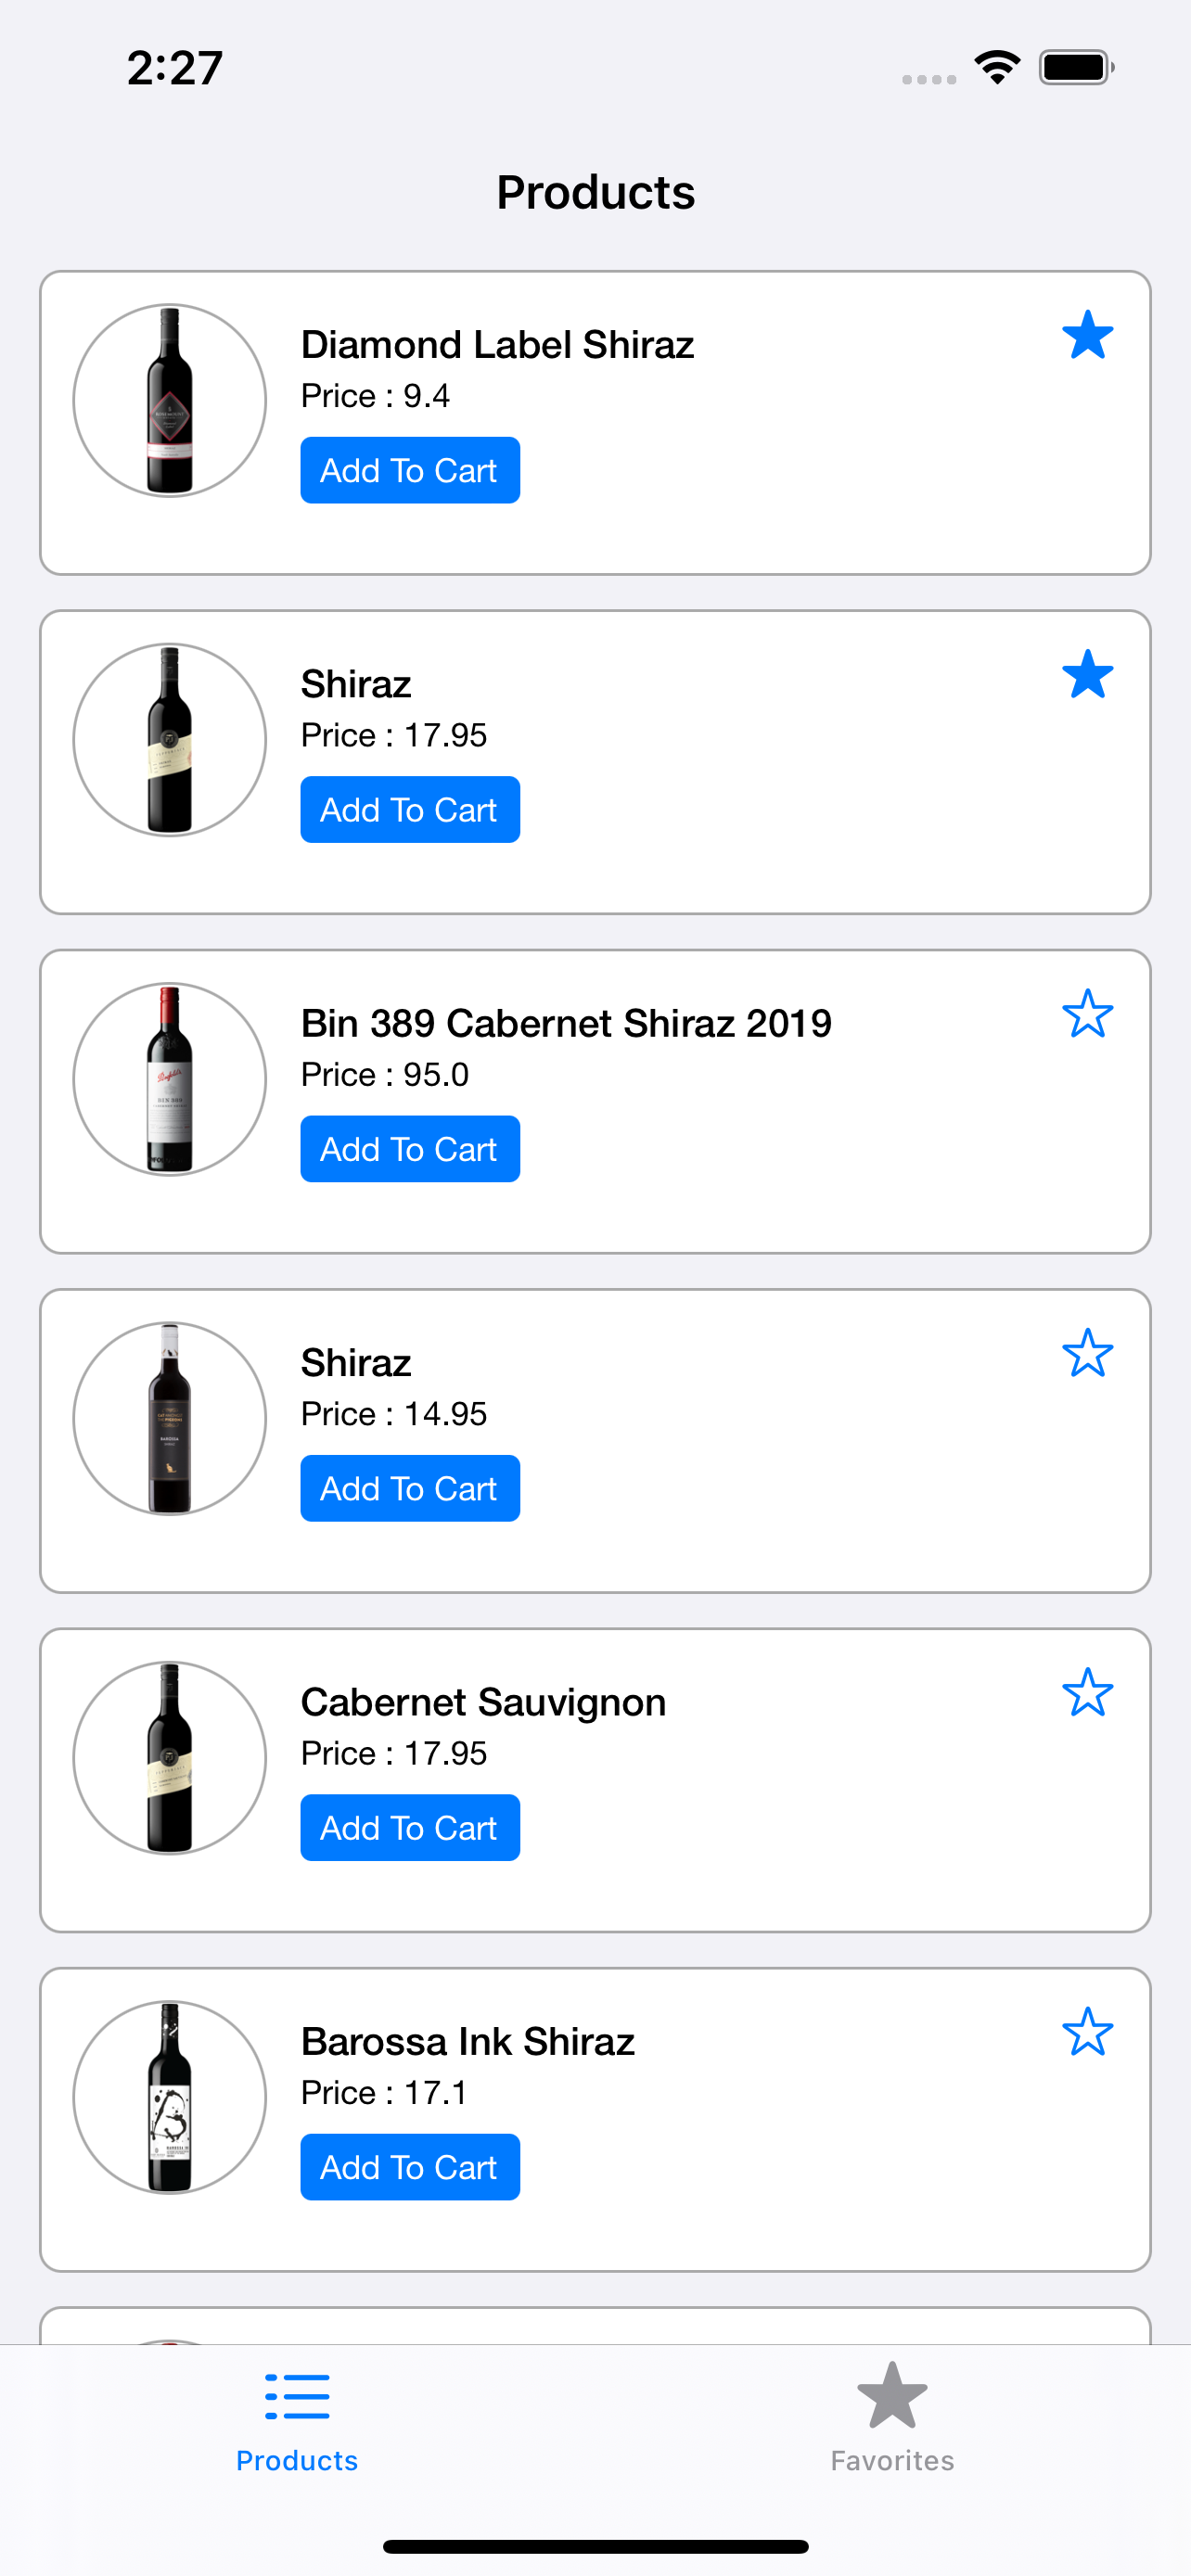 2:27
Products
Diamond Label Shiraz
Price : 9.4
Add To Cart
Shiraz
Price : 17.95
Add To Cart
Bin 389 Cabernet Shiraz 2019
Price : 95.0
Add To Cart
Shiraz
Price : 14.95
Add To Cart
Cabernet Sauvignon
Price : 17.95
Add To Cart
Barossa Ink Shiraz
Price : 17.1
Add To Cart
Products
Favorites